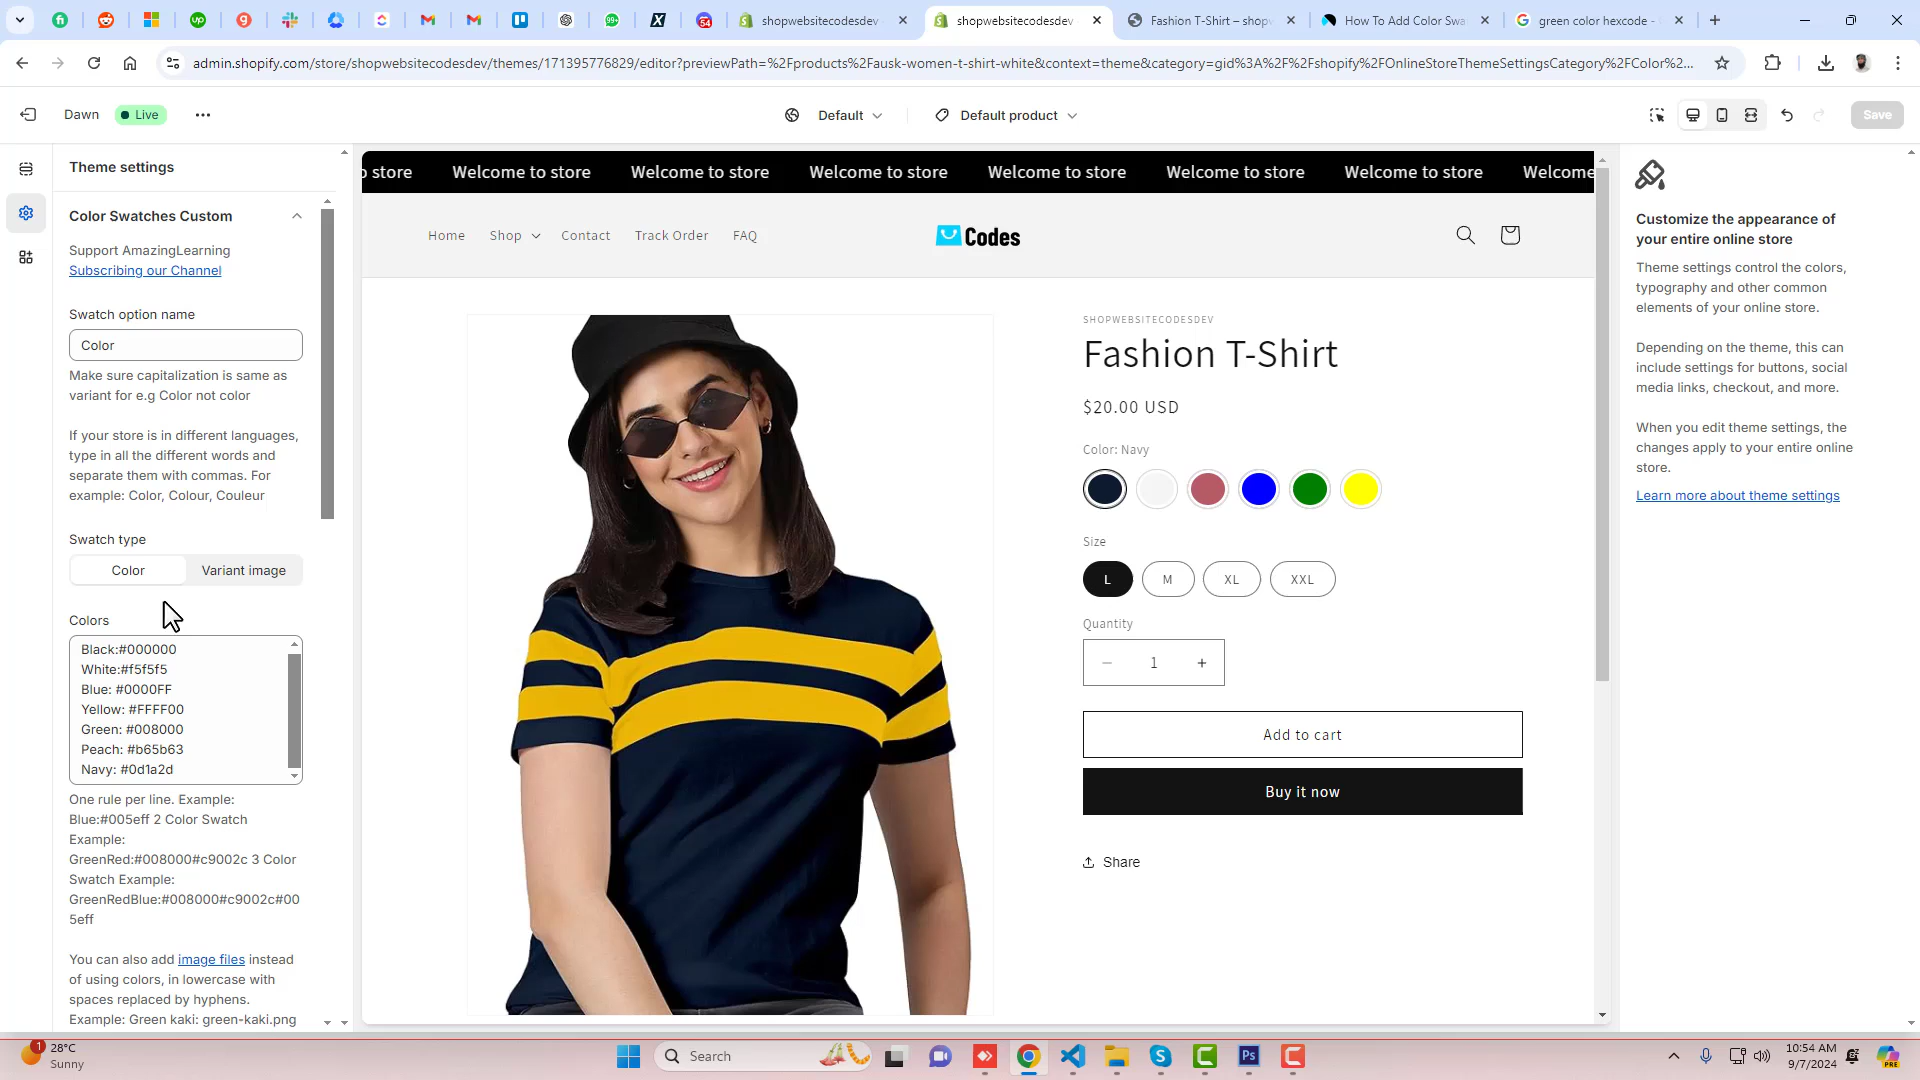 54
99+
shopwebsitecodesdev
shopwebsitecodesdev
Fashion T-Shirt – shopw
How To Add Color Swa
green color hexcode -
admin.shopify.com/store/shopwebsitecodesdev/themes/171395776829/editor?previewPath=%2Fproducts%2Fausk-women-t-shirt-white&context=theme&category=gid%3A%2F%2Fshopify%2FOnlineStoreThemeSettingsCategory%2FColor%2...
Dawn
Live
Default
Default product
Save
Theme settings
Color Swatches Custom
Support AmazingLearning
Subscribing our Channel
Swatch option name
Color
Make sure capitalization is same as
variant for e.g Color not color
If your store is in different languages,
type in all the different words and
separate them with commas. For
example: Color, Colour, Couleur
Swatch type
Color
Variant image
Colors
Black:#000000
White:#f5f5f5
Blue: #0000FF
Yellow: #FFFF00
Green: #008000
Peach: #b65b63
Navy: #0d1a2d
One rule per line. Example:
Blue:#005eff 2 Color Swatch
Example:
GreenRed:#008000#c9002c 3 Color
Swatch Example:
GreenRedBlue:#008000#c9002c#00
5eff
You can also add image files instead
of using colors, in lowercase with
spaces replaced by hyphens.
Example: Green kaki: green-kaki.png
o store Welcome to store Welcome to store Welcome to store Welcome to store Welcome to store Welcome to store Welcome
Home
Shop
Contact
Track Order
FAQ
Codes
SHOPWEBSITECODESDEV
Fashion T-Shirt
$20.00 USD
Color: Navy
Size
L
M
XL
XXL
Quantity
1
Add to cart
Buy it now
Share
Customize the appearance of
your entire online store
Theme settings control the colors,
typography and other common
elements of your online store.
Depending on the theme, this can
include settings for buttons, social
media links, checkout, and more.
When you edit theme settings, the
changes apply to your entire online
store.
Learn more about theme settings
1
28°C
Sunny
Search
10:54 AM
9/7/2024